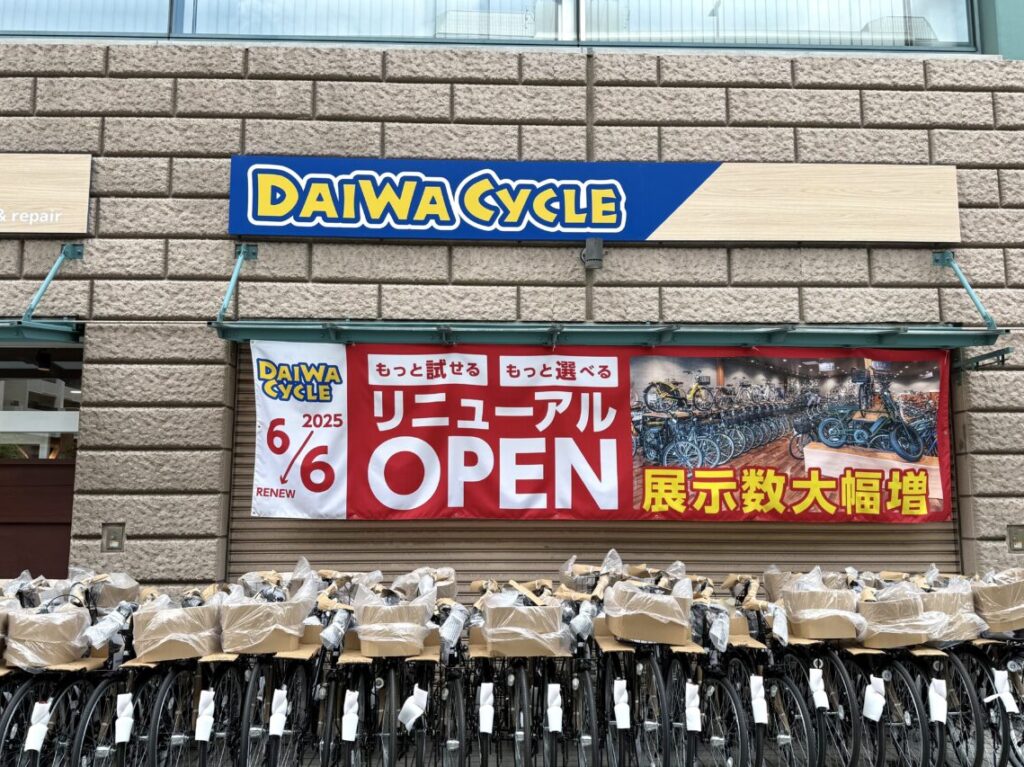 DAIWA CYCLE
& repair
DAIWA
CYCLE
2025
6/6
RENEW
もっと試せる もっと選べる
リニューアル
OPEN
展示数大幅増